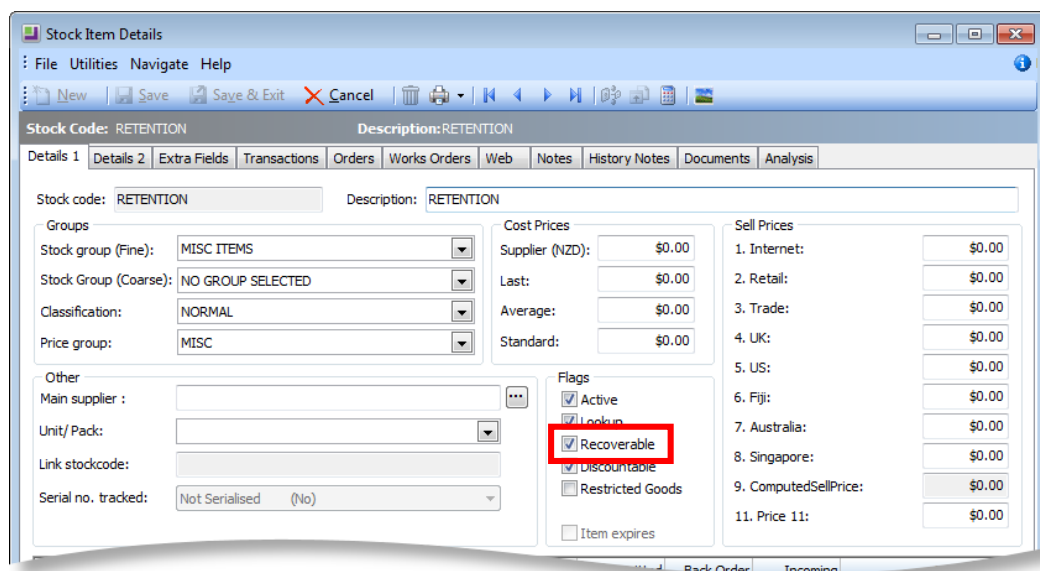 Stock Item Details
File Utilities Navigate Help
New Save Save & Exit Cancel
Stock Code: RETENTION Description:RETENTION
Details 1 Details 2 Extra Fields Transactions Orders Works Orders Web Notes History Notes Documents Analysis
Stock code: RETENTION Description: RETENTION
Groups
Stock group (Fine): MISC ITEMS
Stock Group (Coarse): NO GROUP SELECTED
Classification: NORMAL
Price group: MISC
Cost Prices
Supplier (NZD): $0.00
Last: $0.00
Average: $0.00
Standard: $0.00
Sell Prices
1. Internet: $0.00
2. Retail: $0.00
3. Trade: $0.00
4. UK: $0.00
5. US: $0.00
6. Fiji: $0.00
7. Australia: $0.00
8. Singapore: $0.00
9. ComputedSellPrice: $0.00
11. Price 11: $0.00
Other
Main supplier :
Unit/Pack:
Link stockcode:
Serial no. tracked: Not Serialised (No)
Flags
Active
Lookup
Recoverable
Discountable
Restricted Goods
Item expires
Back Order Incoming